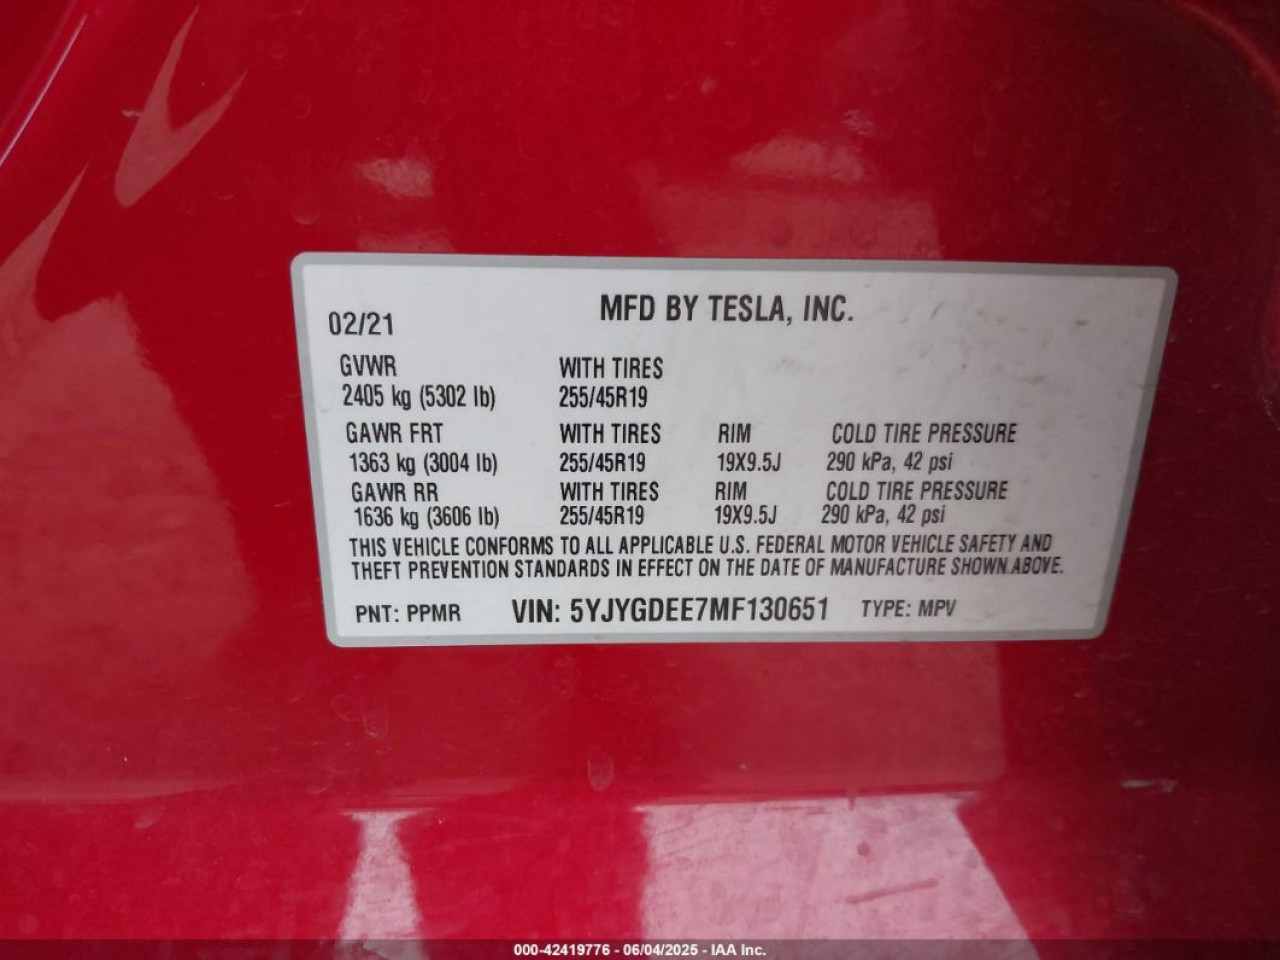 MFD BY TESLA, INC.
02/21
GVWR WITH TIRES
2405 kg (5302 lb) 255/45R19
GAWR FRT WITH TIRES RIM COLD TIRE PRESSURE
1363 kg (3004 lb) 255/45R19 19X9.5J 290 kPa, 42 psi
GAWR RR WITH TIRES RIM COLD TIRE PRESSURE
1636 kg (3606 lb) 255/45R19 19X9.5J 290 kPa, 42 psi
THIS VEHICLE CONFORMS TO ALL APPLICABLE U.S. FEDERAL MOTOR VEHICLE SAFETY AND
THEFT PREVENTION STANDARDS IN EFFECT ON THE DATE OF MANUFACTURE SHOWN ABOVE.
PNT: PPMR VIN: 5YJYGDEE7MF130651 TYPE: MPV
000-42419776 - 06/04/2025 - IAA Inc.